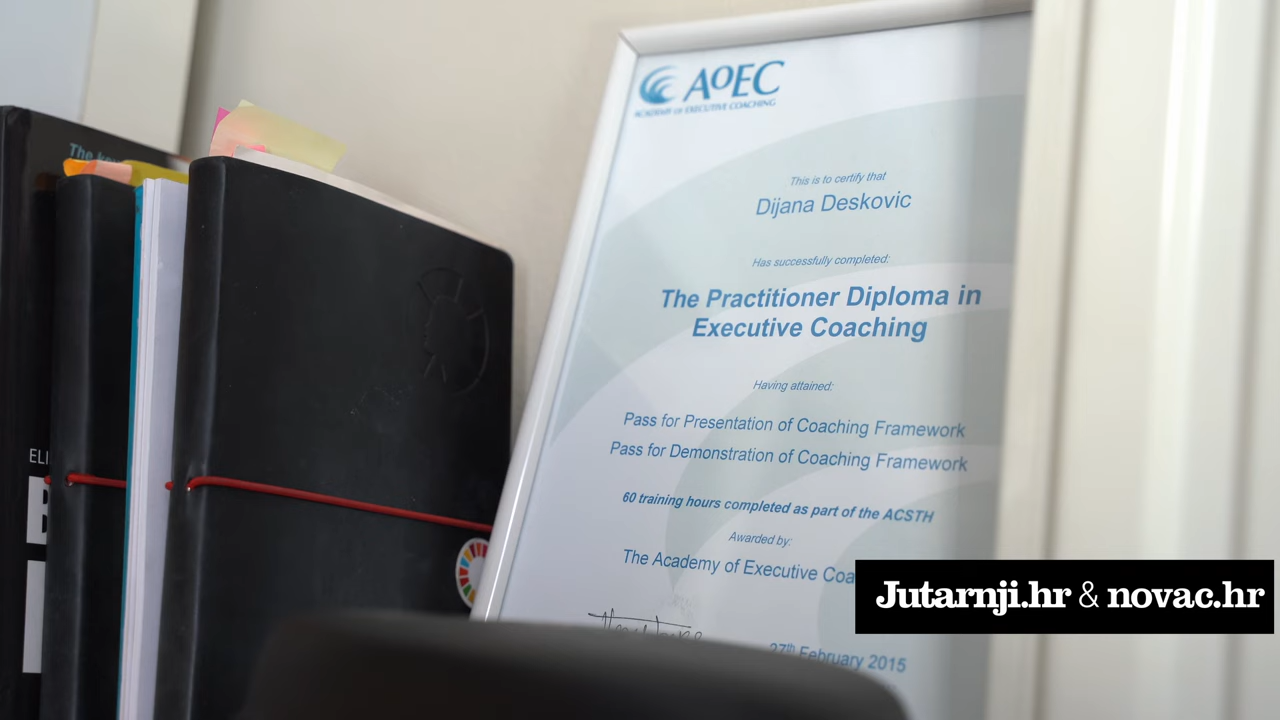 AoEC
ACADEMY OF EXECUTIVE COACHING
This is to certify that
Dijana Deskovic
Has successfully completed:
The Practitioner Diploma in
Executive Coaching
Having attained:
Pass for Presentation of Coaching Framework
Pass for Demonstration of Coaching Framework
60 training hours completed as part of the ACSTH
Awarded by:
The Academy of Executive
27th February 2015
The
Jutarnji.hr & novac.hr